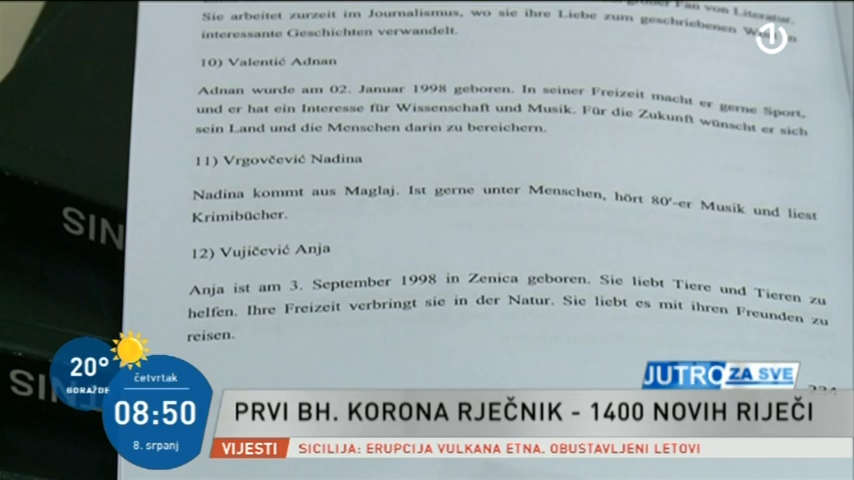 Fan von Literatur.
Sie arbeitet zurzeit im Journalismus, wo sie ihre Liebe zum geschriebenen
interessante Geschichten verwandelt.
10) Valentić Adnan
Adnan wurde am 02. Januar 1998 geboren. In seiner Freizeit macht er gerne Sport,
und er hat ein Interesse für Wissenschaft und Musik. Für die Zukunft wünscht er sich
sein Land und die Menschen darin zu bereichern.
11) Vrgovčević Nadina
Nadina kommt aus Maglaj. Ist gerne unter Menschen, hört 80'-er Musik und liest
Krimibücher.
12) Vujičević Anja
Anja ist am 3. September 1998 in Zenica geboren. Sie liebt Tiere und Tieren zu
helfen. Ihre Freizeit verbringt sie in der Natur. Sie liebt es mit ihren Freunden zu
reisen.
1
SIN
SIN
20°
GORAŽDE
četvrtak
08:50
8. srpanj
JUTRO ZA SVE
PRVI BH. KORONA RJEČNIK - 1400 NOVIH RIJEČI
VIJESTI
SICILIJA: ERUPCIJA VULKANA ETNA, OBUSTAVLJENI LETOVI